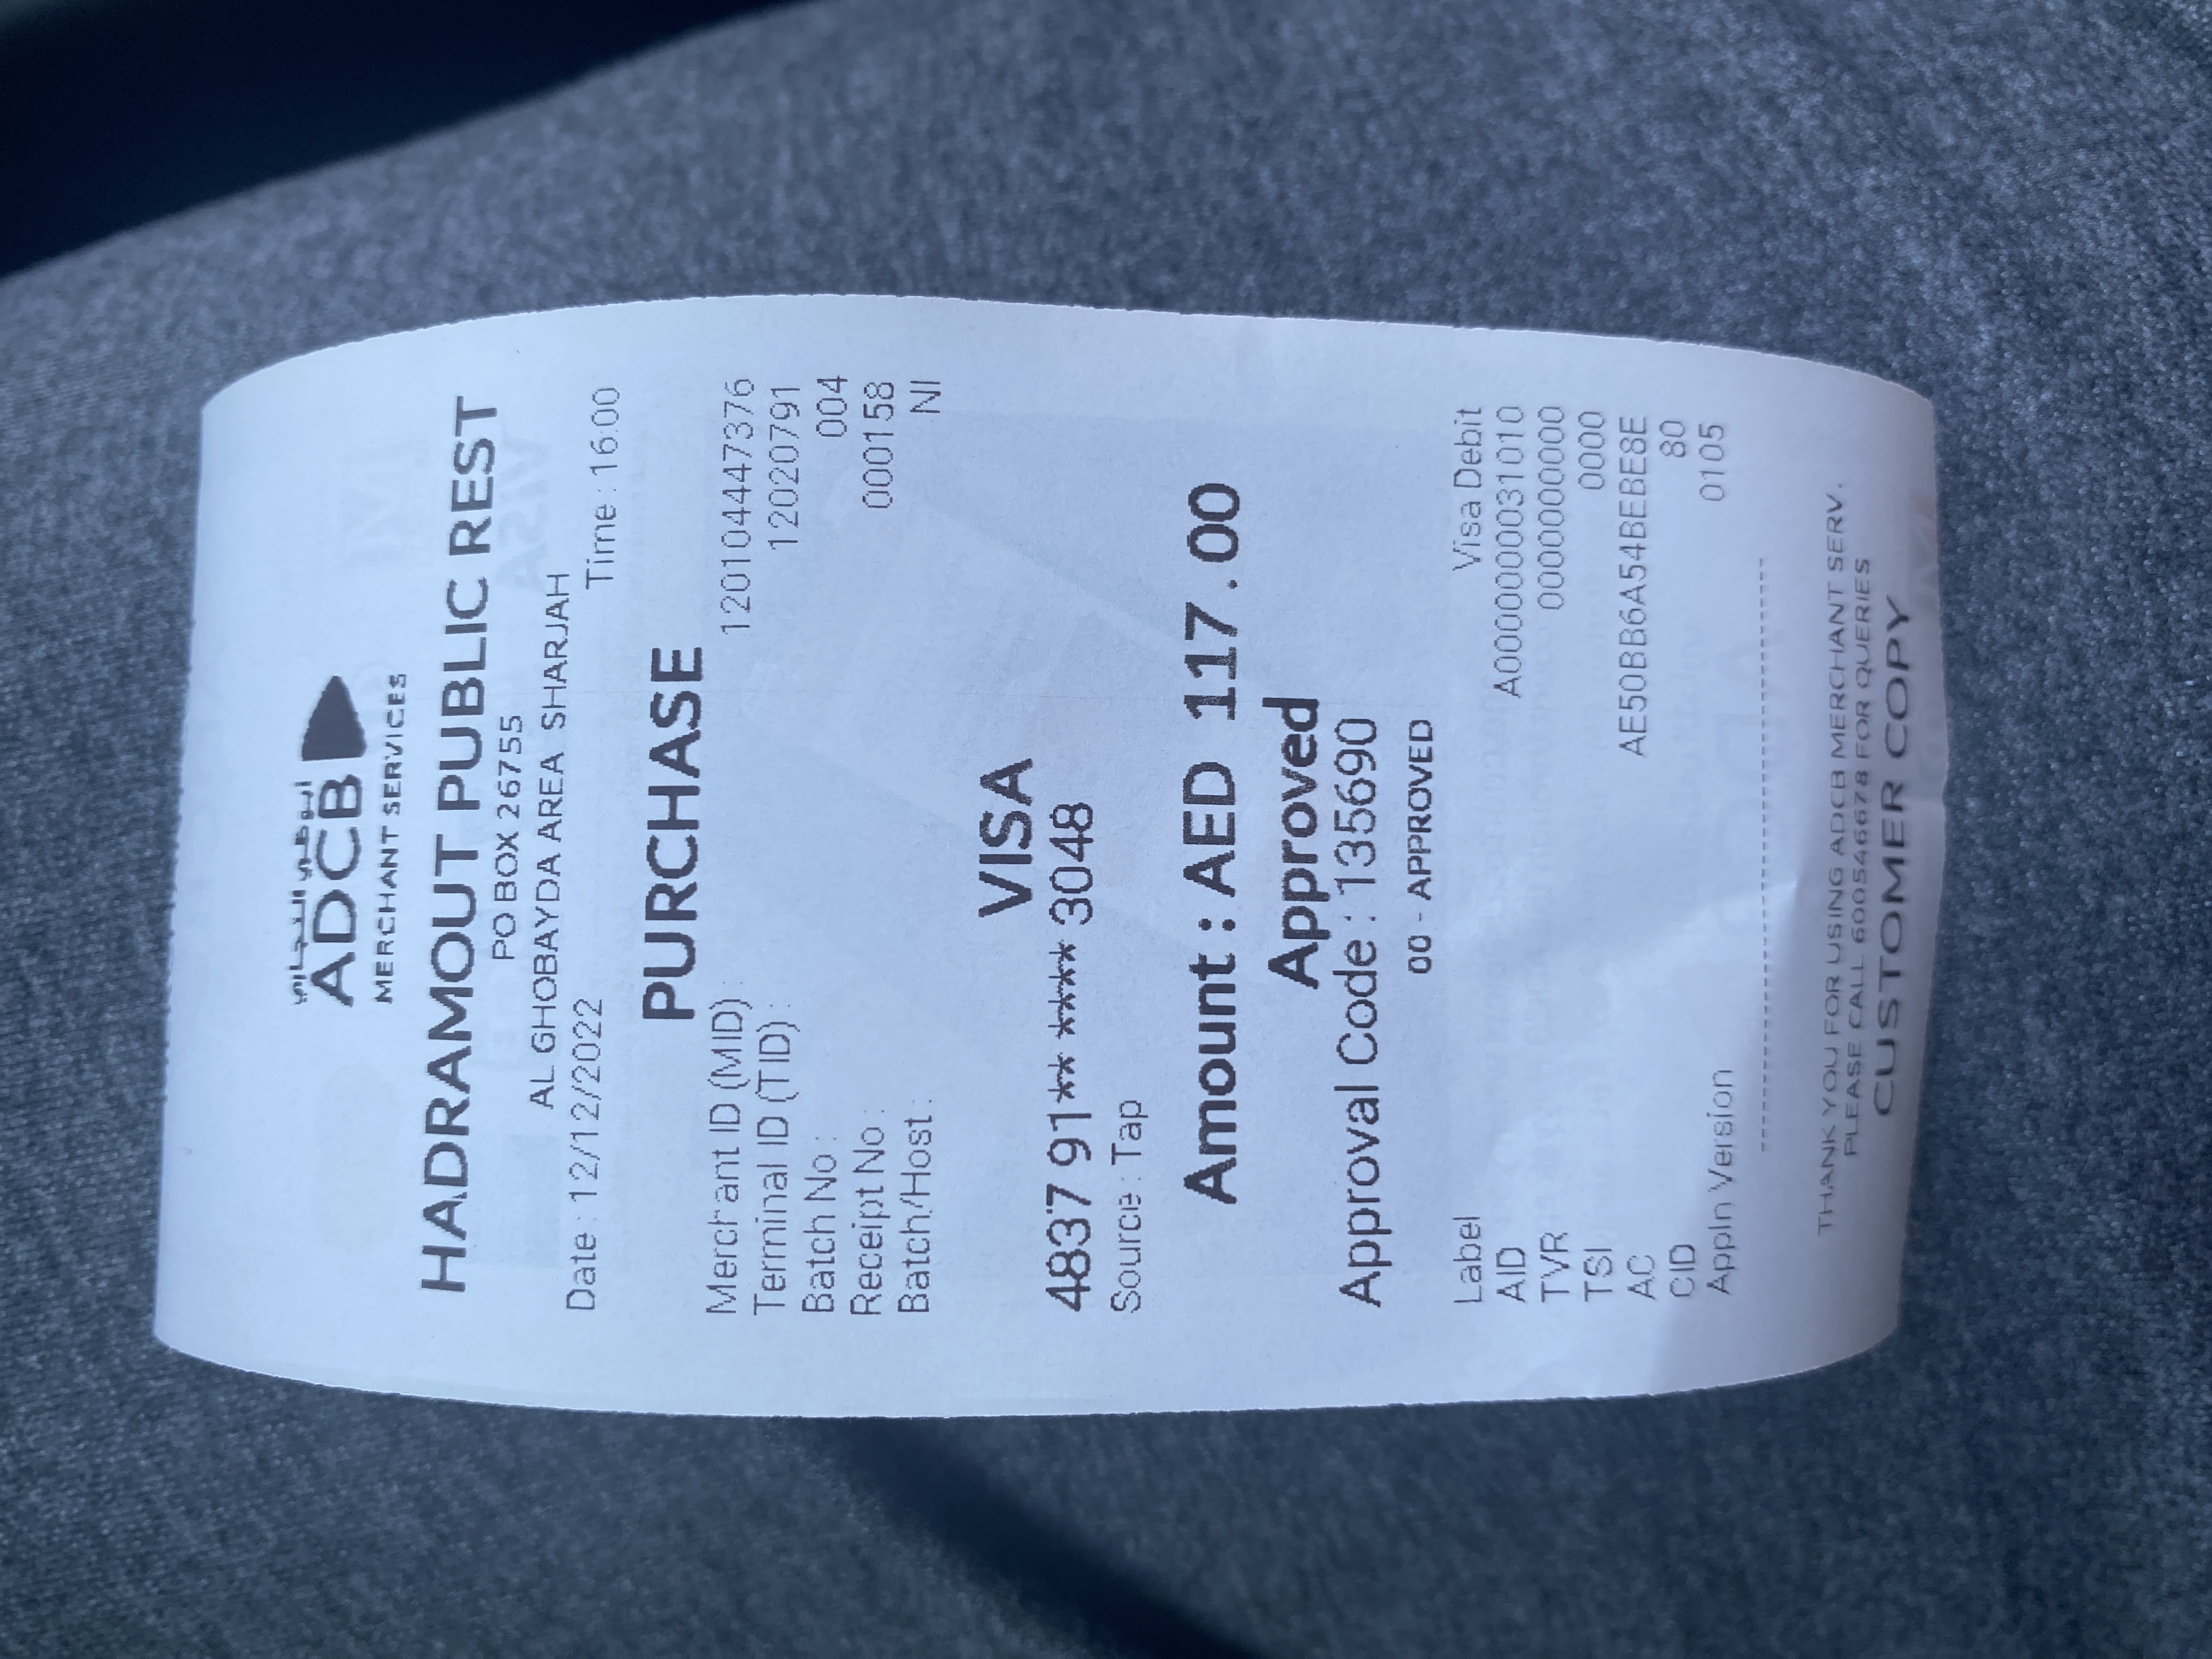 أبوظبي التجاري
ADCB
MERCHANT SERVICES
HADRAMOUT PUBLIC REST
PO BOX 26755
AL GHOBAYDA AREA SHARJAH
Date : 12/12/2022 Time : 16:00
PURCHASE
Merchant ID (MID) : 120104447376
Terminal ID (TID) : 12020791
Batch No : 004
Receipt No : 000158
Batch/Host : NI
VISA
4837 91** **** 3048
Source : Tap
Amount : AED 117.00
Approved
Approval Code : 135690
00 - APPROVED
Label Visa Debit
AID A0000000031010
TVR 0000000000
TSI 0000
AC AE50BB6A54BEBE8E
CID 80
Appln Version 0105
THANK YOU FOR USING ADCB MERCHANT SERV.
PLEASE CALL 600546678 FOR QUERIES
CUSTOMER COPY